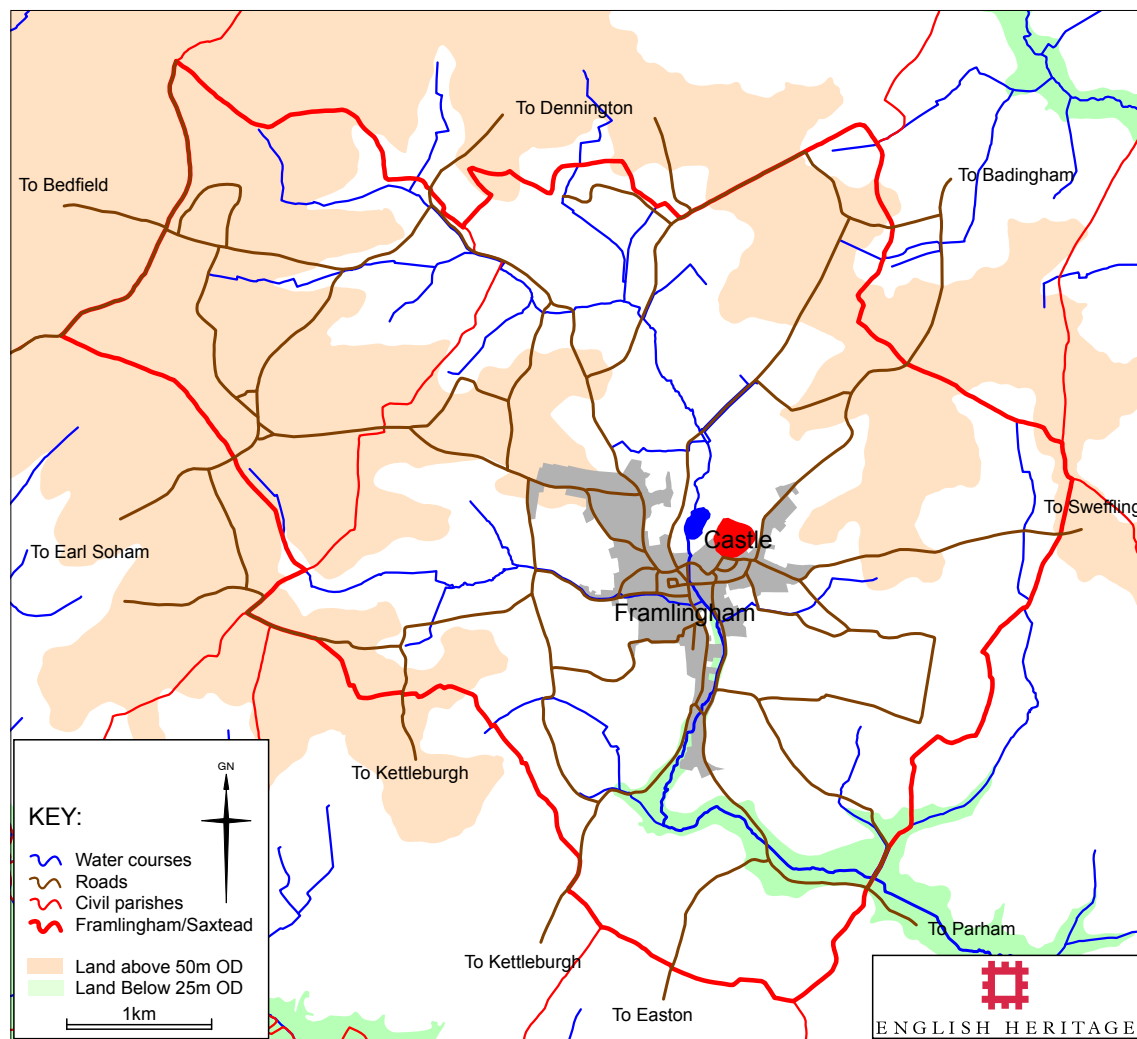 To Dennington
To Badingham
To Bedfield
To Sweffling
Castle
To Earl Soham
Framlingham
To Kettleburgh
To Kettleburgh
To Parham
To Easton
GN
KEY:
Water courses
Roads
Civil parishes
Framlingham/Saxtead
Land above 50m OD
Land Below 25m OD
1km
ENGLISH HERITAGE